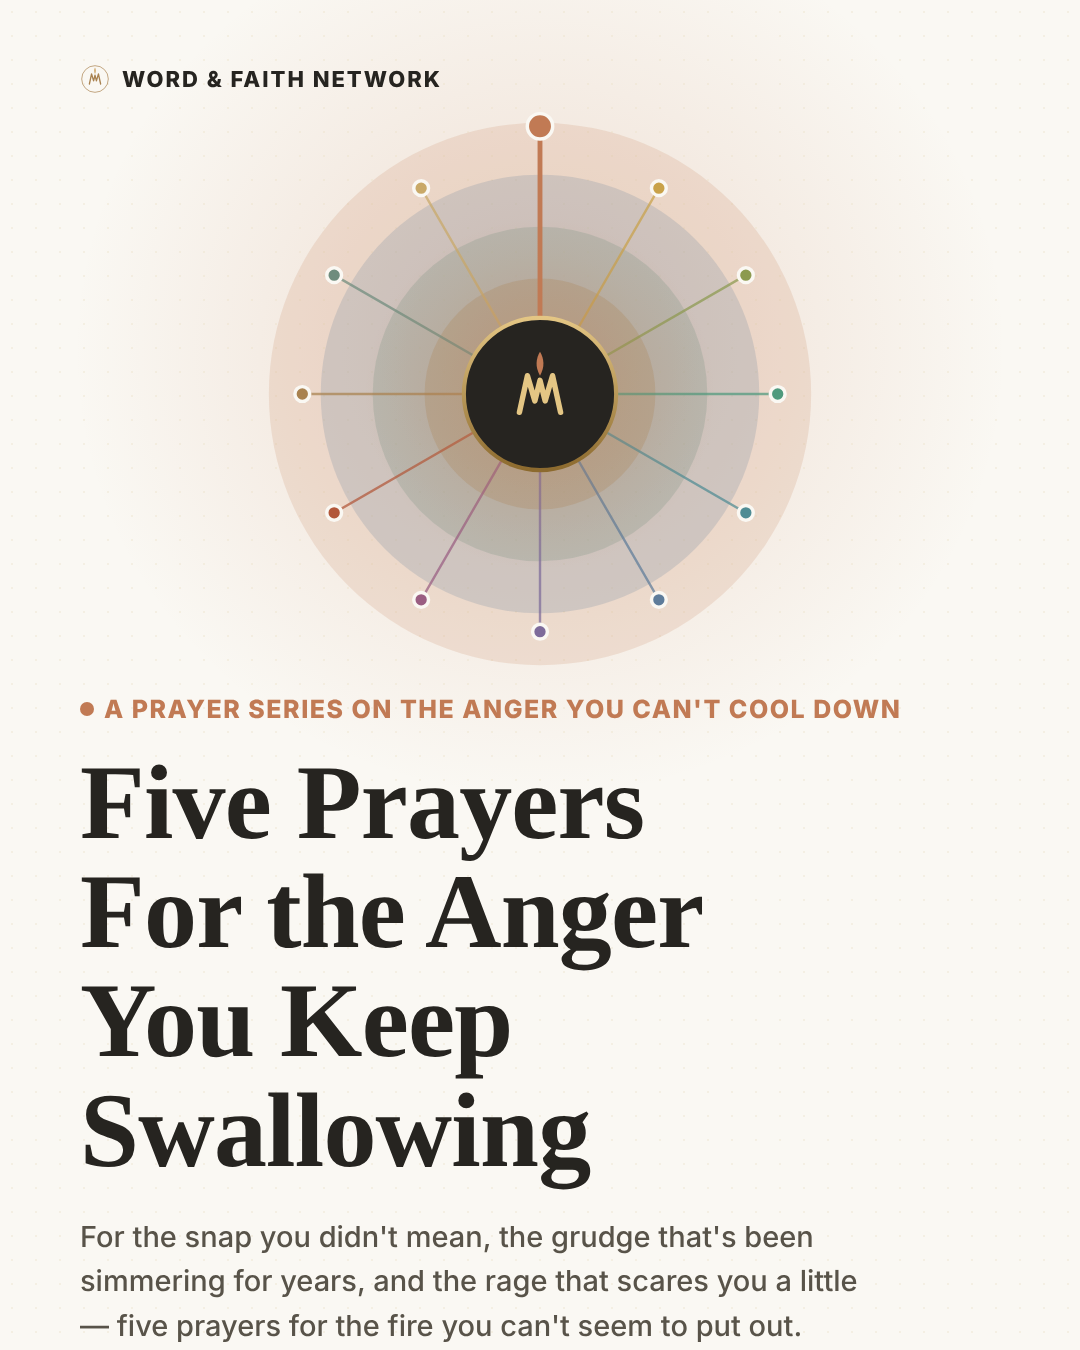 WORD & FAITH NETWORK
A PRAYER SERIES ON THE ANGER YOU CAN'T COOL DOWN
Five Prayers
For the Anger
You Keep
Swallowing
For the snap you didn't mean, the grudge that's been
simmering for years, and the rage that scares you a little
— five prayers for the fire you can't seem to put out.